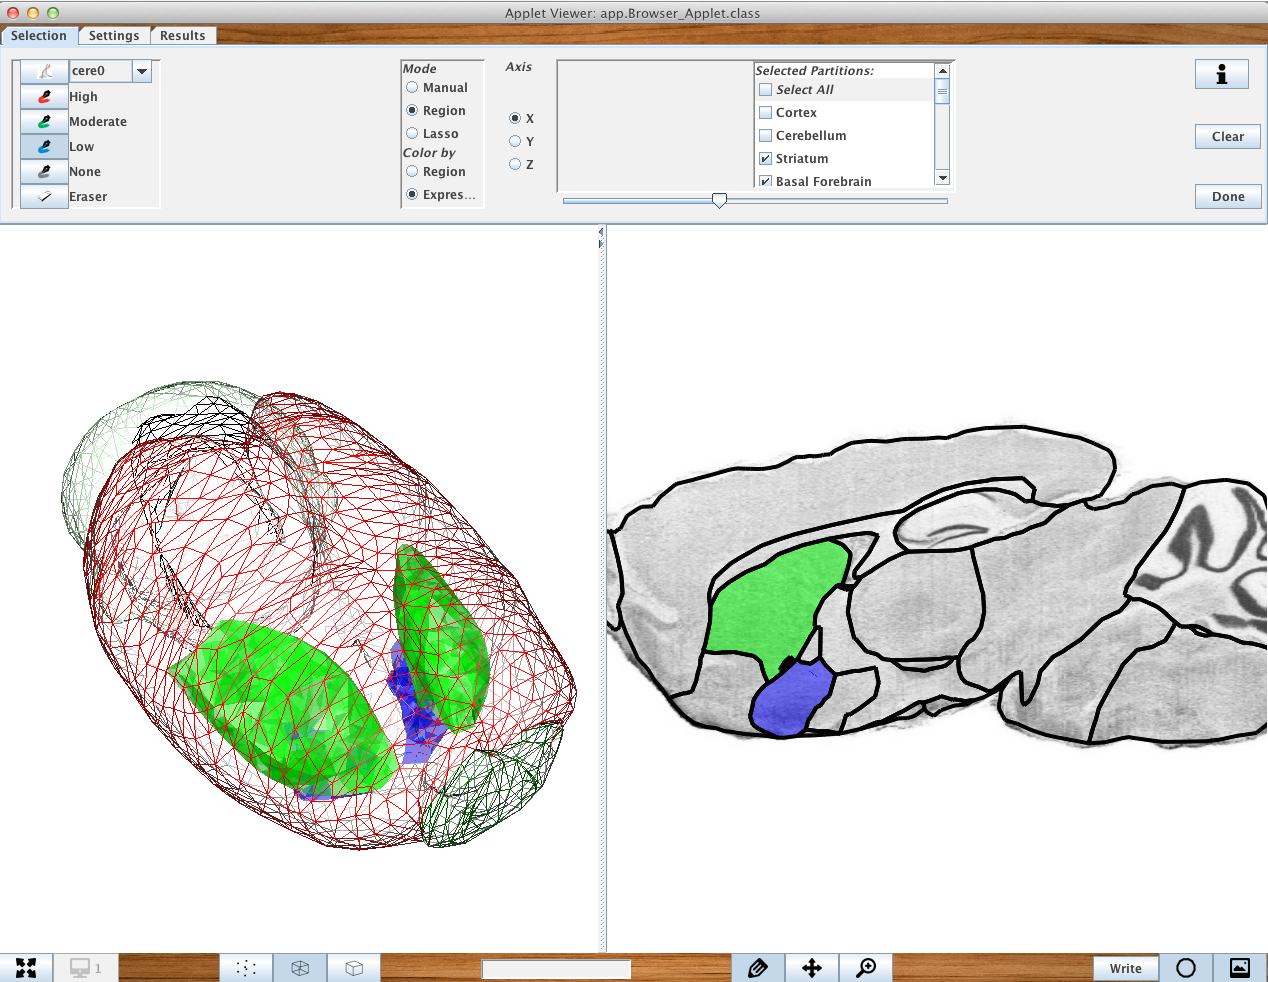 Applet Viewer: app.Browser_Applet.class
Selection Settings Results
cere0
High
Moderate
Low
None
Eraser
Mode
Manual
Region
Lasso
Color by
Region
Expres...
Axis
X
Y
Z
Selected Partitions:
Select All
Cortex
Cerebellum
Striatum
Basal Forebrain
i
Clear
Done
1
Write